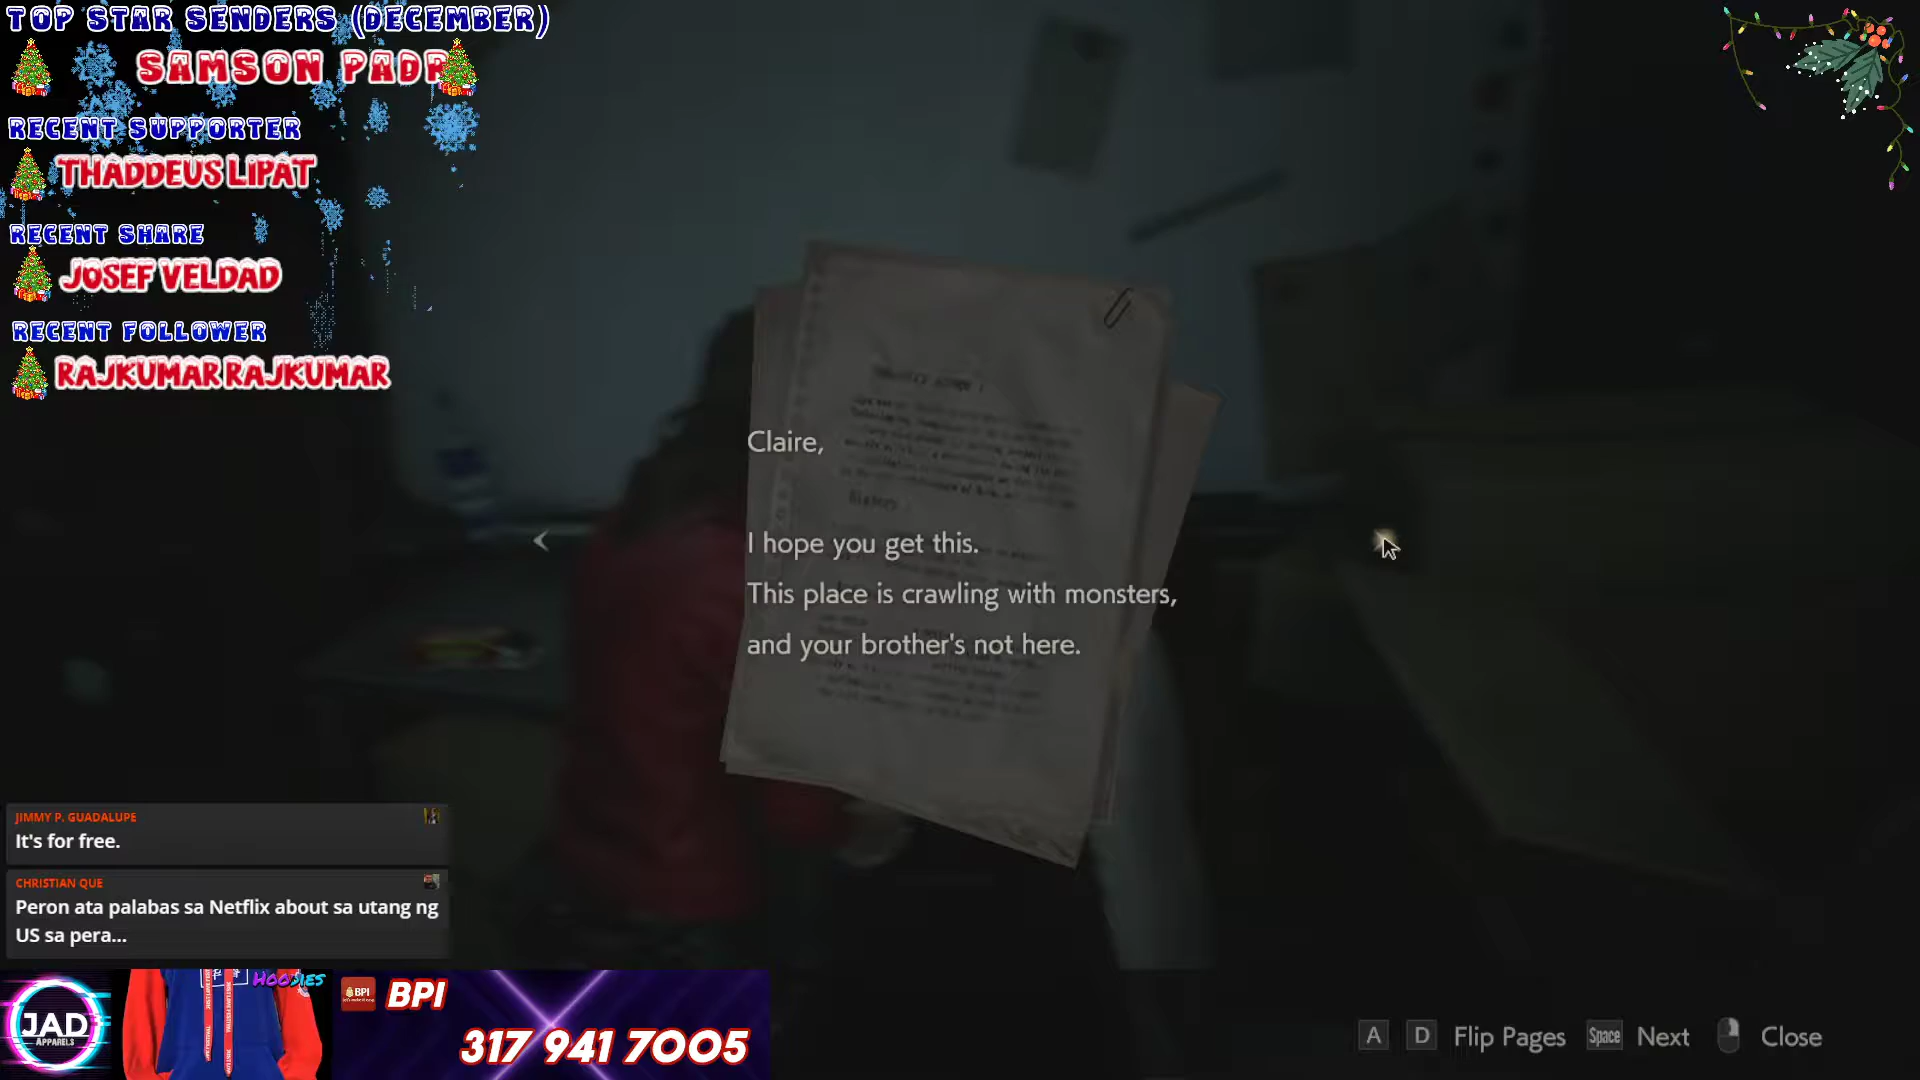 TOP STAR SENDERS (DECEMBER)
SAMSON PADR
RECENT SUPPORTER
THADDEUS LIPAT
RECENT SHARE
JOSEF VELDAD
RECENT FOLLOWER
RAJKUMAR RAJKUMAR
Claire,
I hope you get this.
This place is crawling with monsters,
and your brother's not here.
JIMMY P. GUADALUPE
It's for free.
CHRISTIAN QUE
Peron ata palabas sa Netflix about sa utang ng
US sa pera...
JAD
APPARELS
HOODIES
BPI
BPI
317 941 7005
A D Flip Pages Space Next Close